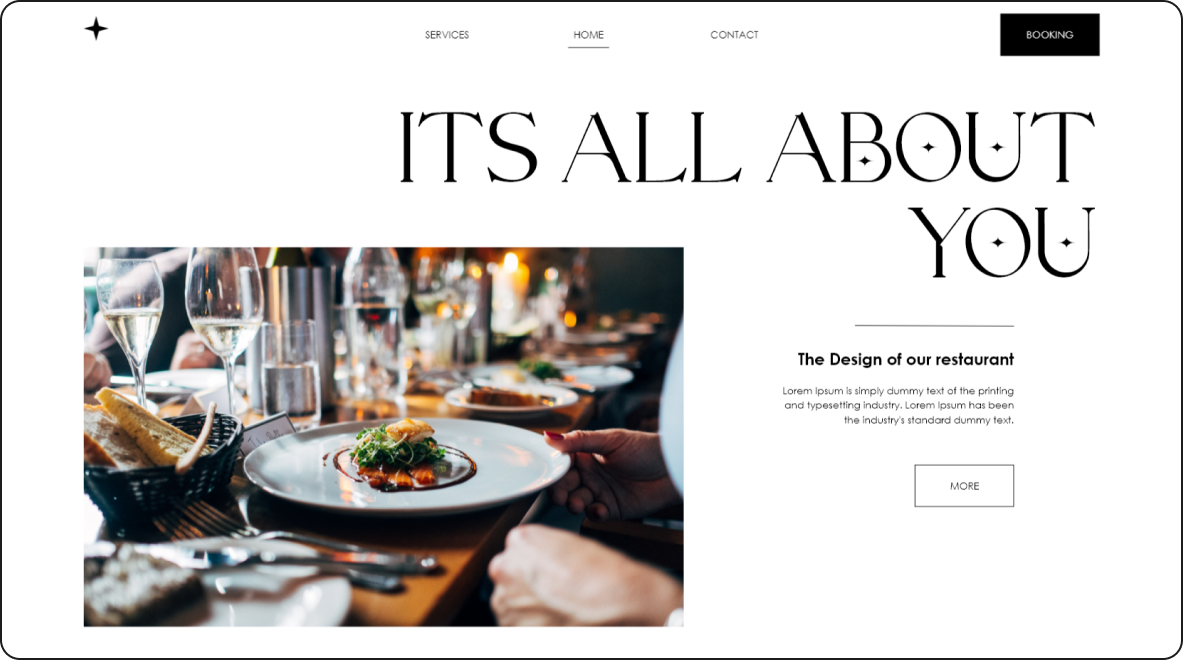 SERVICES
HOME
CONTACT
BOOKING
ITS ALL ABOUT
YOU
The Design of our restaurant
Lorem Ipsum is simply dummy text of the printing
and typesetting industry. Lorem Ipsum has been
the industry's standard dummy text.
MORE